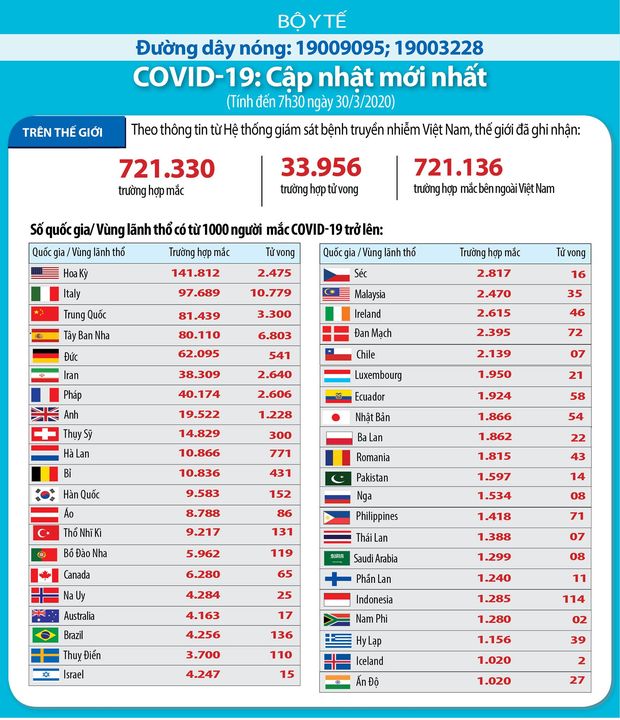 BỘ Y TẾ
Đường dây nóng: 19009095; 19003228
COVID-19: Cập nhật mới nhất
(Tính đến 7h30 ngày 30/3/2020)
TRÊN THẾ GIỚI
Theo thông tin từ Hệ thống giám sát bệnh truyền nhiễm Việt Nam, thế giới đã ghi nhận:
721.330 33.956 721.136
trường hợp mắc trường hợp tử vong trường hợp mắc bên ngoài Việt Nam
Số quốc gia/ Vùng lãnh thổ có từ 1000 người mắc COVID-19 trở lên:
Quốc gia / Vùng lãnh thổ Trường hợp mắc Tử vong
Hoa Kỳ 141.812 2.475
Italy 97.689 10.779
Trung Quốc 81.439 3.300
Tây Ban Nha 80.110 6.803
Đức 62.095 541
Iran 38.309 2.640
Pháp 40.174 2.606
Anh 19.522 1.228
Thụy Sỹ 14.829 300
Hà Lan 10.866 771
Bỉ 10.836 431
Hàn Quốc 9.583 152
Áo 8.788 86
Thổ Nhĩ Kì 9.217 131
Bồ Đào Nha 5.962 119
Canada 6.280 65
Na Uy 4.284 25
Australia 4.163 17
Brazil 4.256 136
Thuỵ Điển 3.700 110
Israel 4.247 15
Quốc gia / Vùng lãnh thổ Trường hợp mắc Tử vong
Séc 2.817 16
Malaysia 2.470 35
Ireland 2.615 46
Đan Mạch 2.395 72
Chile 2.139 07
Luxembourg 1.950 21
Ecuador 1.924 58
Nhật Bản 1.866 54
Ba Lan 1.862 22
Romania 1.815 43
Pakistan 1.597 14
Nga 1.534 08
Philippines 1.418 71
Thái Lan 1.388 07
Saudi Arabia 1.299 08
Phần Lan 1.240 11
Indonesia 1.285 114
Nam Phi 1.280 02
Hy Lạp 1.156 39
Iceland 1.020 2
Ấn Độ 1.020 27